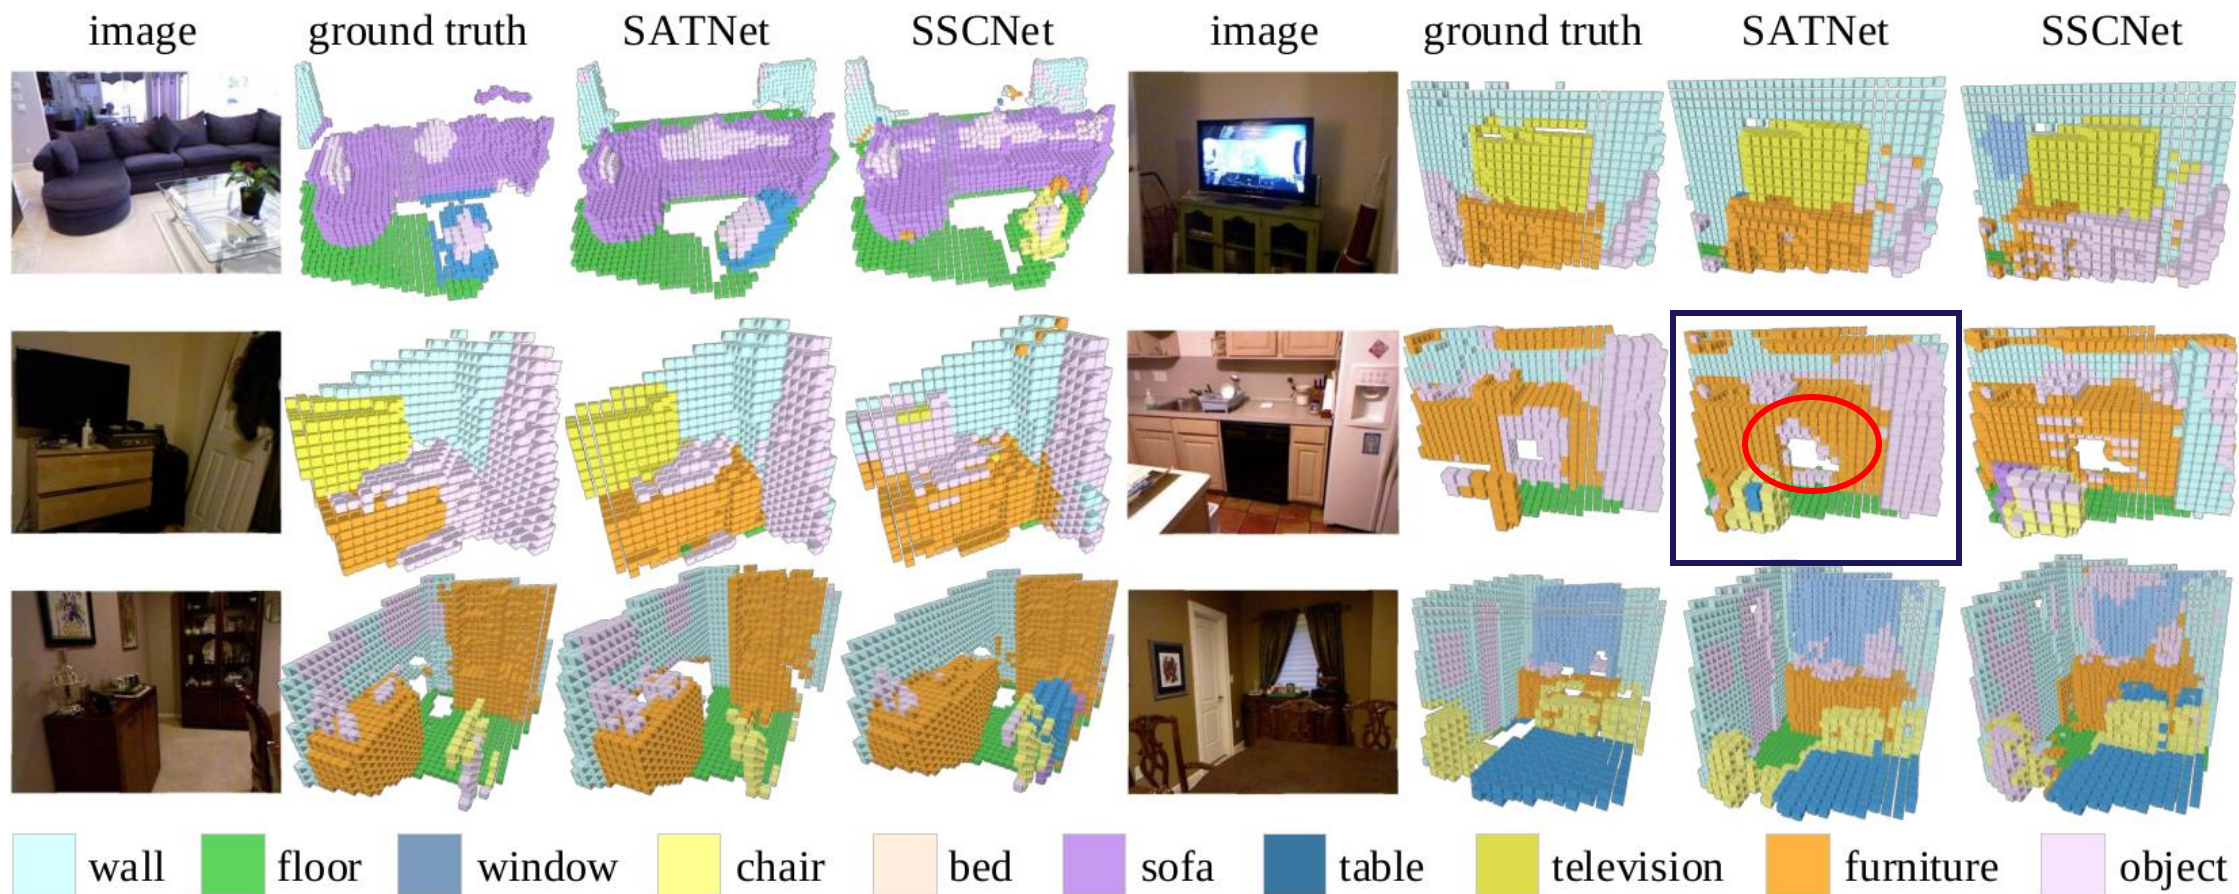 image ground truth SATNet SSCNet image ground truth SATNet SSCNet
wall floor window chair bed sofa table television furniture object